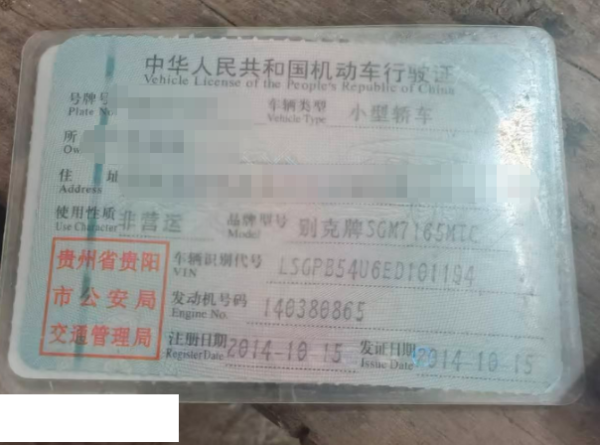 中华人民共和国机动车行驶证
Vehicle License of the People's Republic of China
号牌号 车辆类型 小型轿车
Plate No. Vehicle Type
所
Ow
住 址
Address
使用性质 非营运 品牌型号 别克牌SGM7165MTC
Use Character Model
贵州省贵阳
市公安局
交通管理局
车辆识别代号 LSGPB54U6ED101194
VIN
发动机号码 140380865
Engine No.
注册日期 2014-10-15 发证日期 2014-10-15
Register Date Issue Date